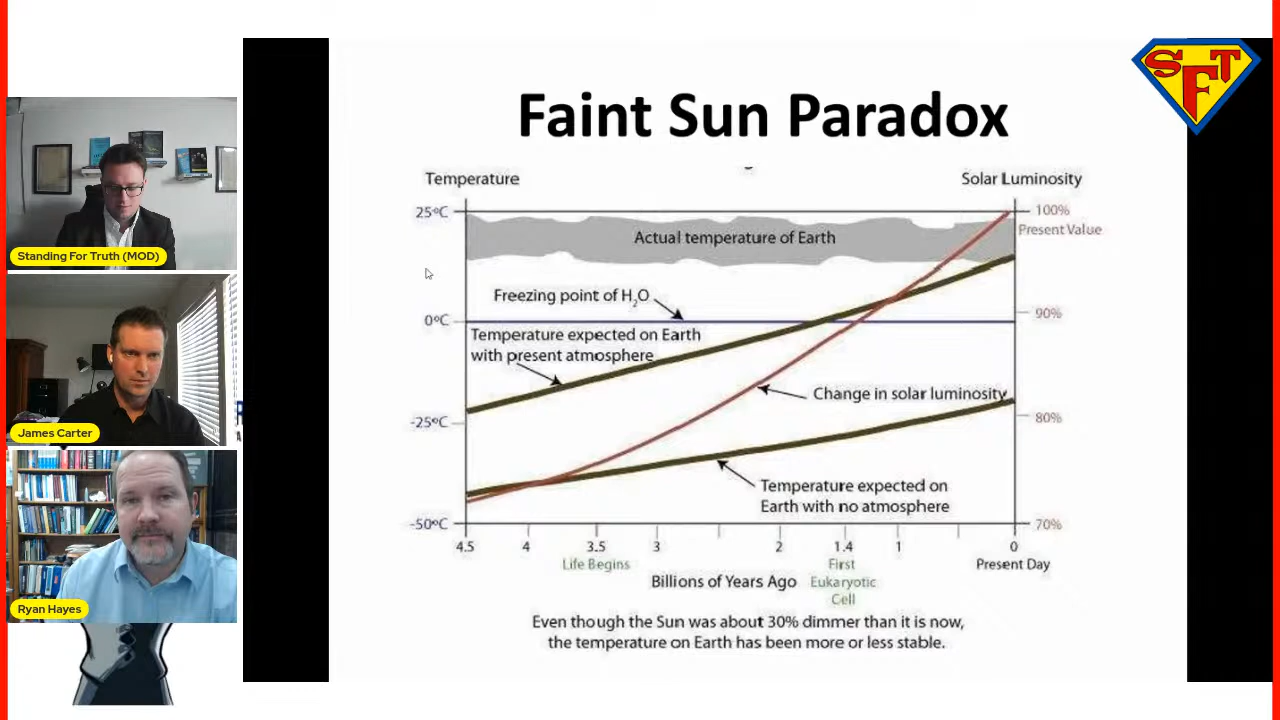 SFT
Faint Sun Paradox
Temperature
Solar Luminosity
25ºC
100%
Present Value
Actual temperature of Earth
Freezing point of H₂O
0ºC
90%
Temperature expected on Earth
with present atmosphere
Change in solar luminosity
-25ºC
80%
Temperature expected on
Earth with no atmosphere
-50ºC
70%
4.5 4 3.5 3 2 1.4 1 0
Life Begins
First
Eukaryotic
Cell
Present Day
Billions of Years Ago
Even though the Sun was about 30% dimmer than it is now,
the temperature on Earth has been more or less stable.
Standing For Truth (MOD)
James Carter
Ryan Hayes